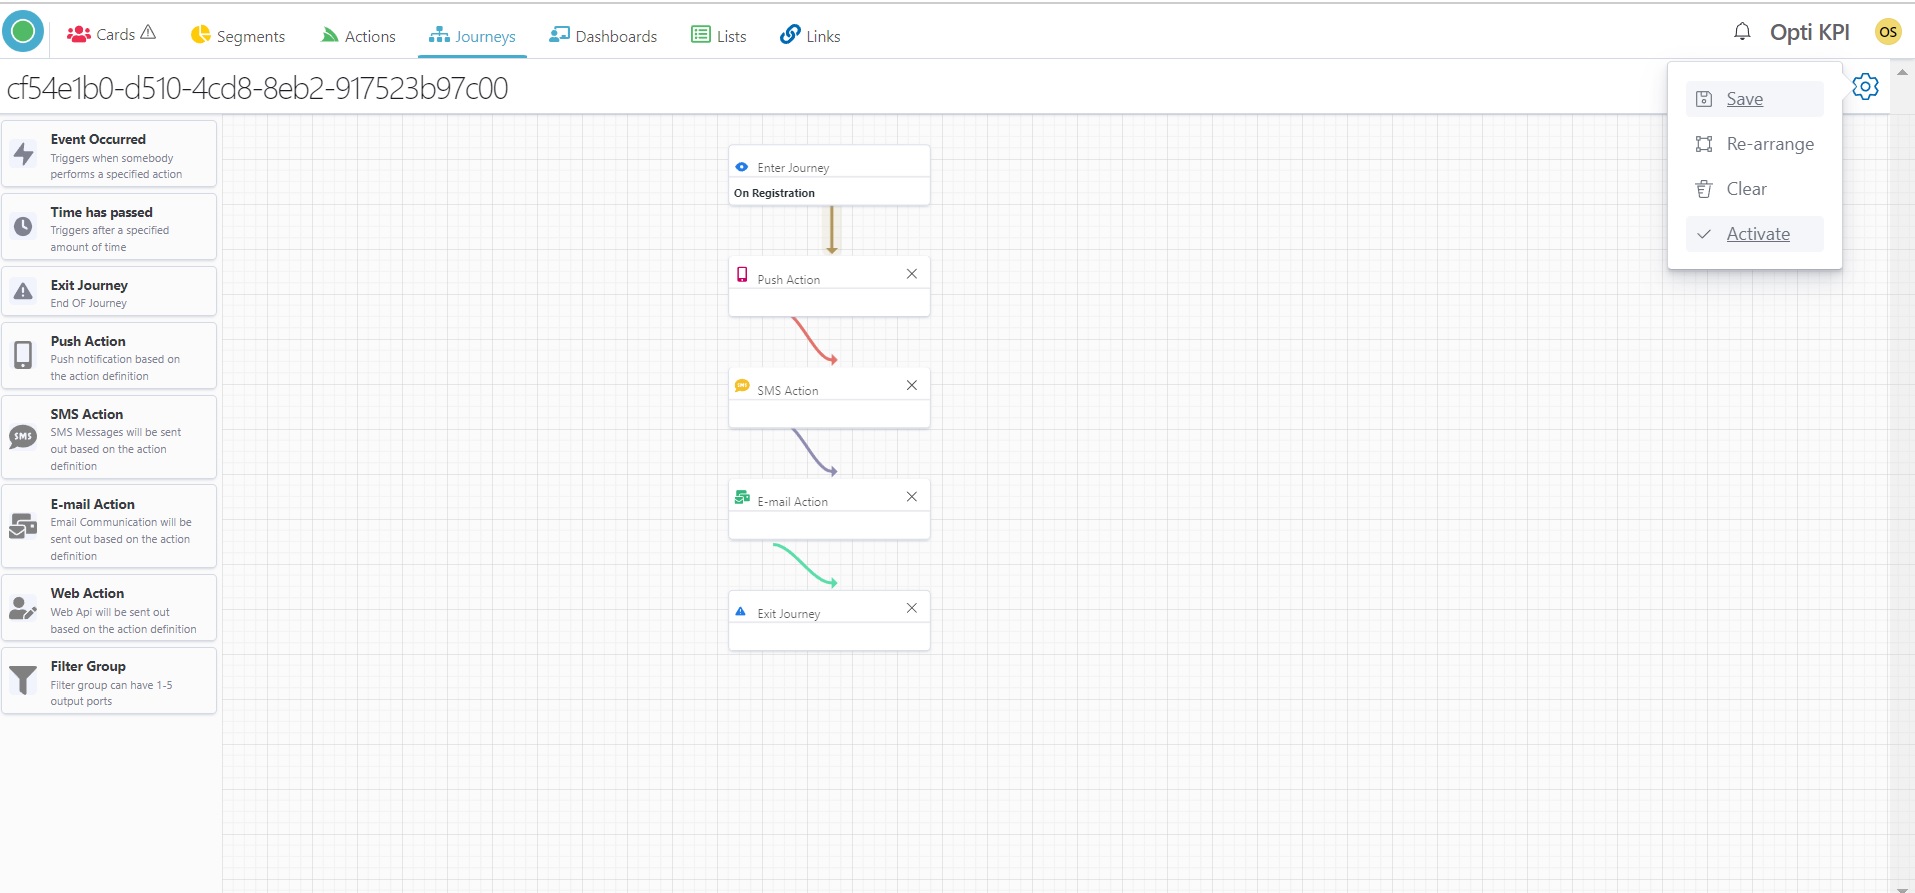 Cards
Segments
Actions
Journeys
Dashboards
Lists
Links
Opti KPI
OS
cf54e1b0-d510-4cd8-8eb2-917523b97c00
Save
Re-arrange
Clear
Activate
Event Occurred
Triggers when somebody
performs a specified action
Time has passed
Triggers after a specified
amount of time
Exit Journey
End OF Journey
Push Action
Push notification based on
the action definition
SMS
SMS Action
SMS Messages will be sent
out based on the action
definition
E-mail Action
Email Communication will be
sent out based on the action
definition
Web Action
Web Api will be sent out
based on the action definition
Filter Group
Filter group can have 1-5
output ports
Enter Journey
On Registration
Push Action
SMS Action
E-mail Action
Exit Journey